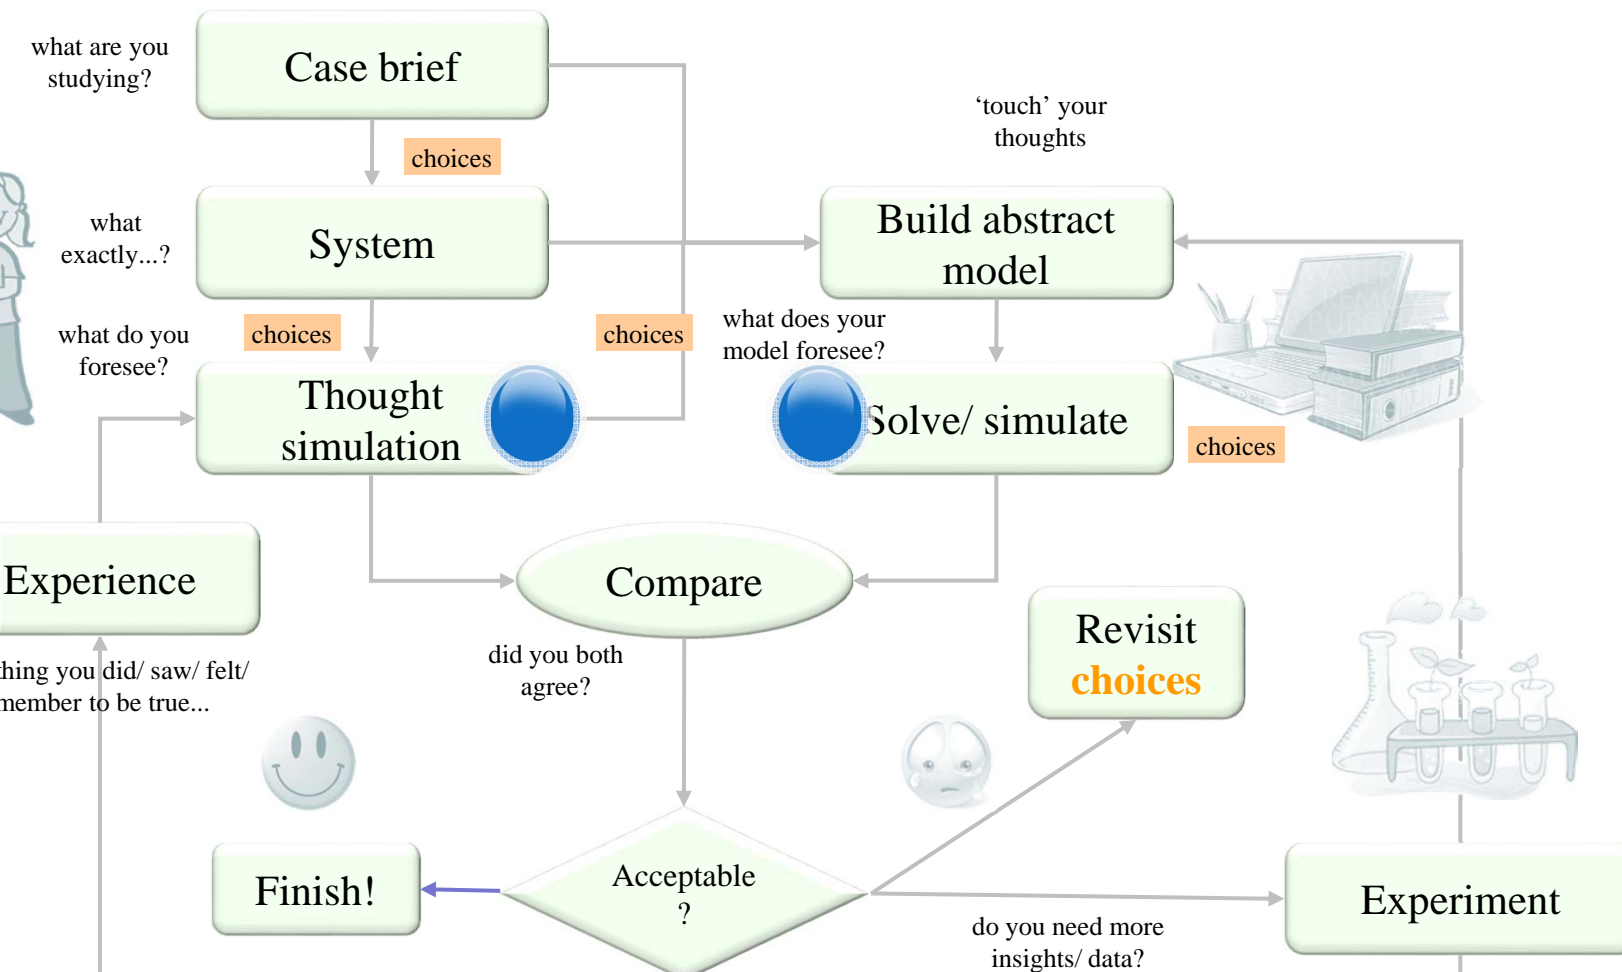 what are you
studying?
Case brief
choices
'touch' your
thoughts
what
exactly...?
System
Build abstract
model
what do you
foresee?
choices
choices
what does your
model foresee?
Thought
simulation
Solve/ simulate
choices
Experience
thing you did/ saw/ felt/
member to be true...
Compare
did you both
agree?
Revisit
choices
Finish!
Acceptable
?
do you need more
insights/ data?
Experiment